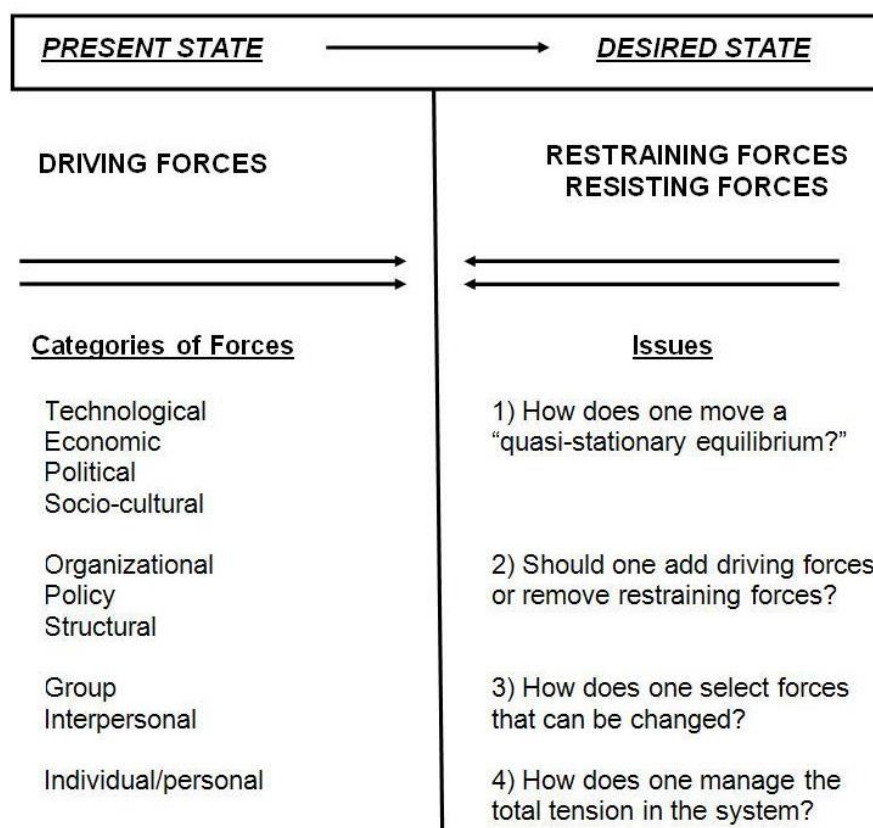 PRESENT STATE
DESIRED STATE
DRIVING FORCES
RESTRAINING FORCES
RESISTING FORCES
Categories of Forces
Technological
Economic
Political
Socio-cultural
Organizational
Policy
Structural
Group
Interpersonal
Individual/personal
Issues
1) How does one move a
“quasi-stationary equilibrium?”
2) Should one add driving forces
or remove restraining forces?
3) How does one select forces
that can be changed?
4) How does one manage the
total tension in the system?